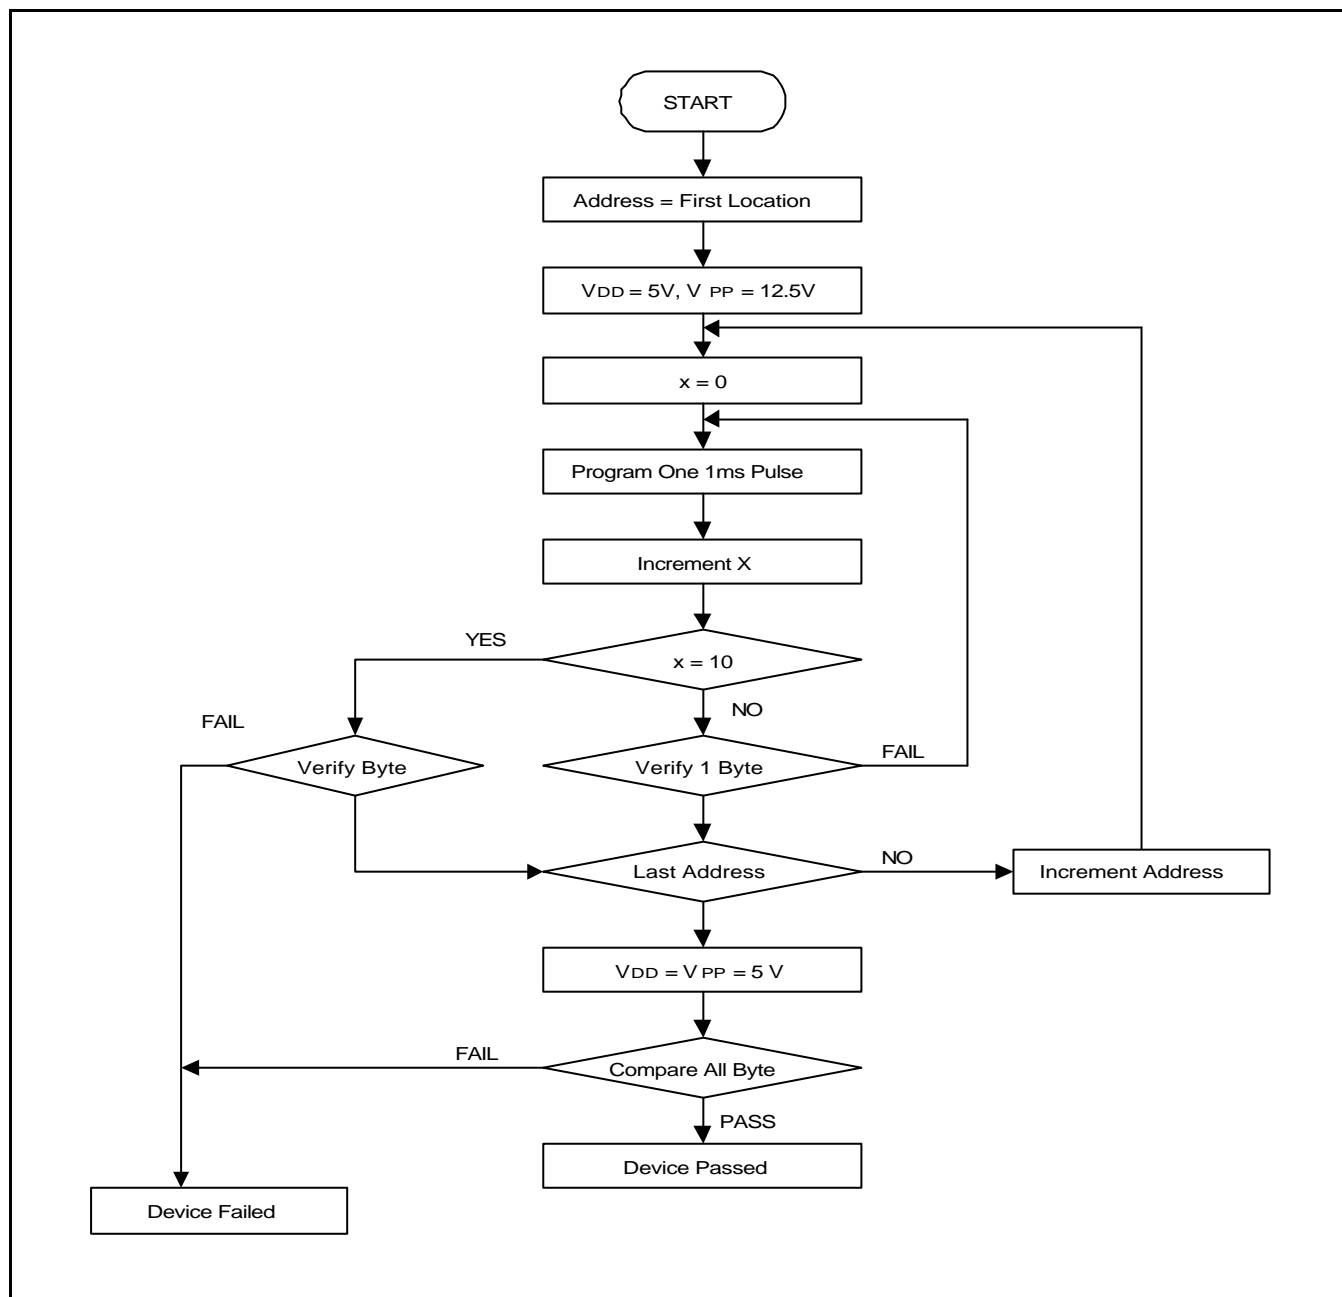 START
Address = First Location
VDD = 5V, V PP = 12.5V
x = 0
Program One 1ms Pulse
Increment X
YES
x = 10
FAIL
NO
Verify Byte
Verify 1 Byte
FAIL
Last Address
NO
Increment Address
VDD = V PP = 5 V
FAIL
Compare All Byte
PASS
Device Passed
Device Failed